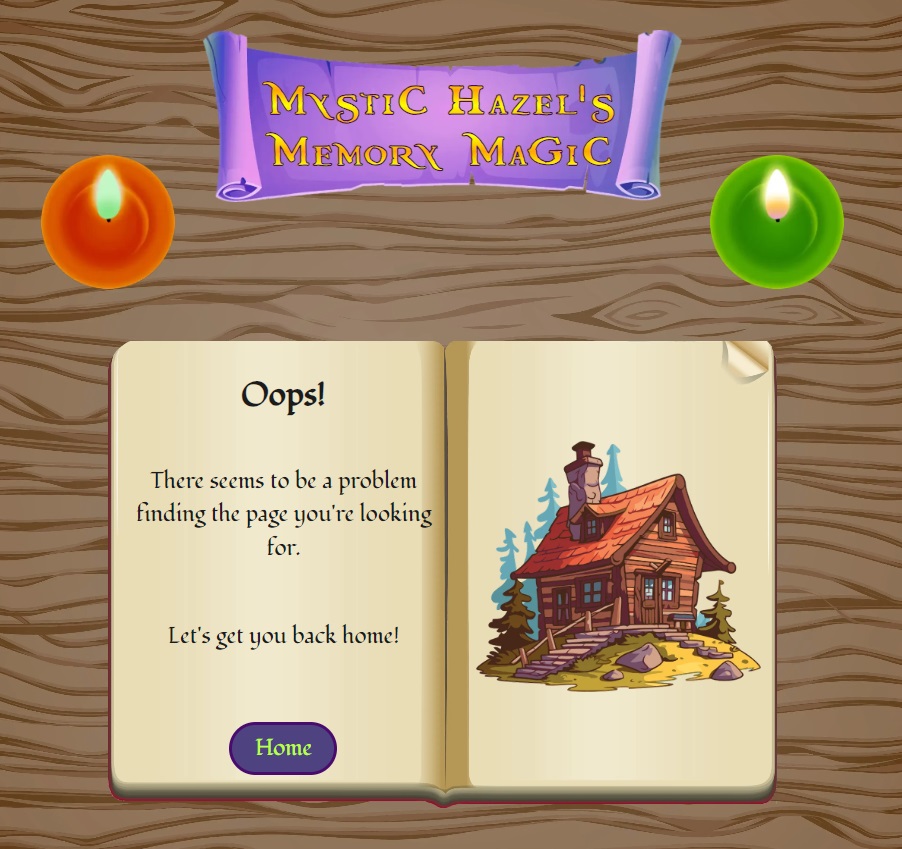 Mystic Hazel's
Memory Magic
Oops!
There seems to be a problem
finding the page you're looking
for.
Let's get you back home!
Home